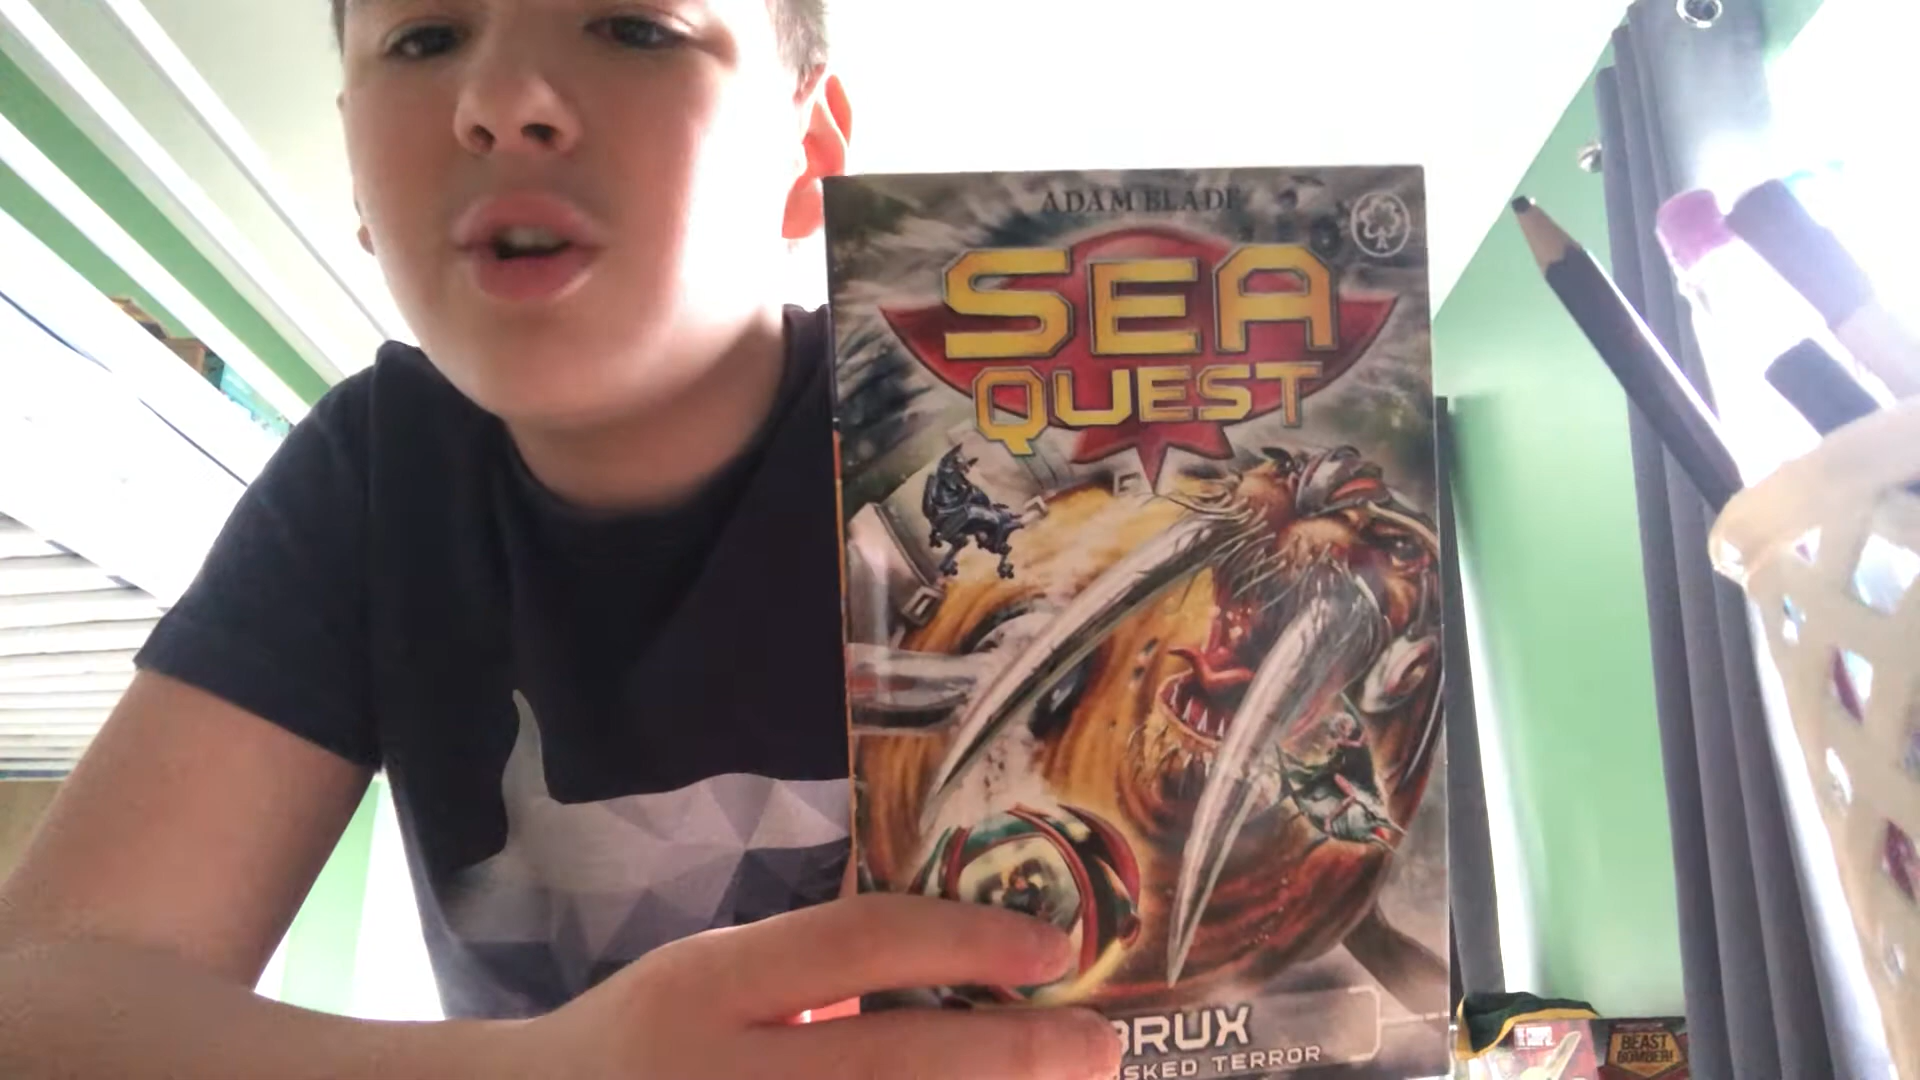 ADAM BLADE
SEA
QUEST
BRUX
SKED TERROR
BEAST
BOMBER!